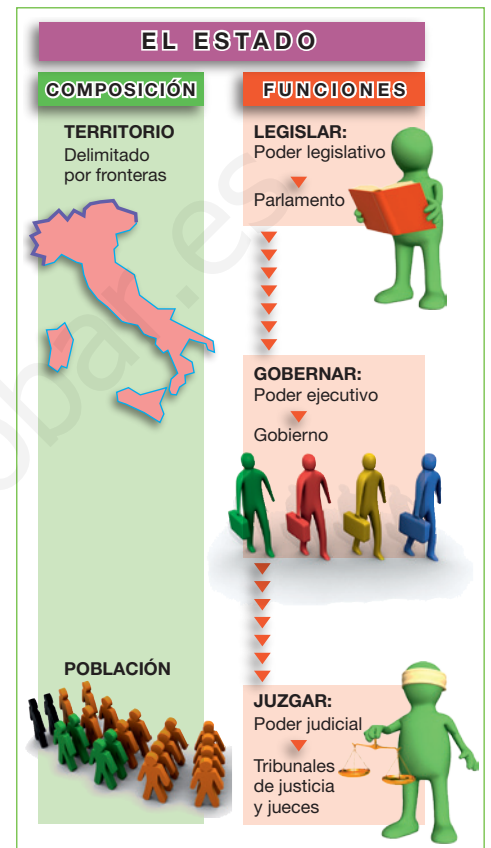 EL ESTADO
COMPOSICIÓN
TERRITORIO
Delimitado
por fronteras
POBLACIÓN
FUNCIONES
LEGISLAR:
Poder legislativo
Parlamento
GOBERNAR:
Poder ejecutivo
Gobierno
JUZGAR:
Poder judicial
Tribunales
de justicia
y jueces